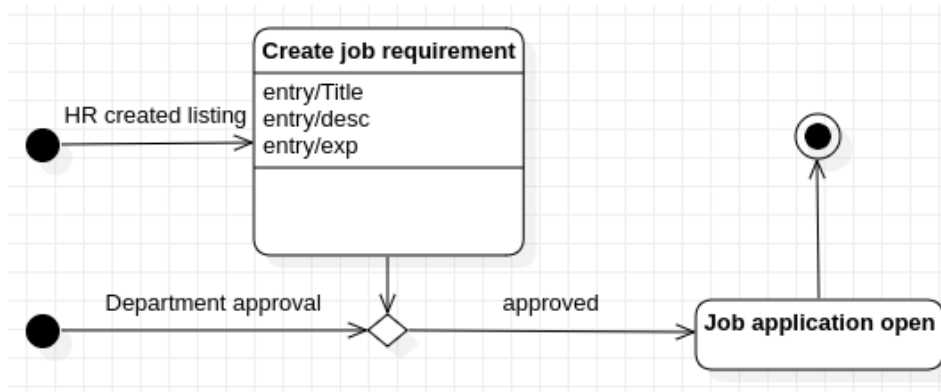 Create job requirement
entry/Title
entry/desc
entry/exp
HR created listing
Department approval
approved
Job application open